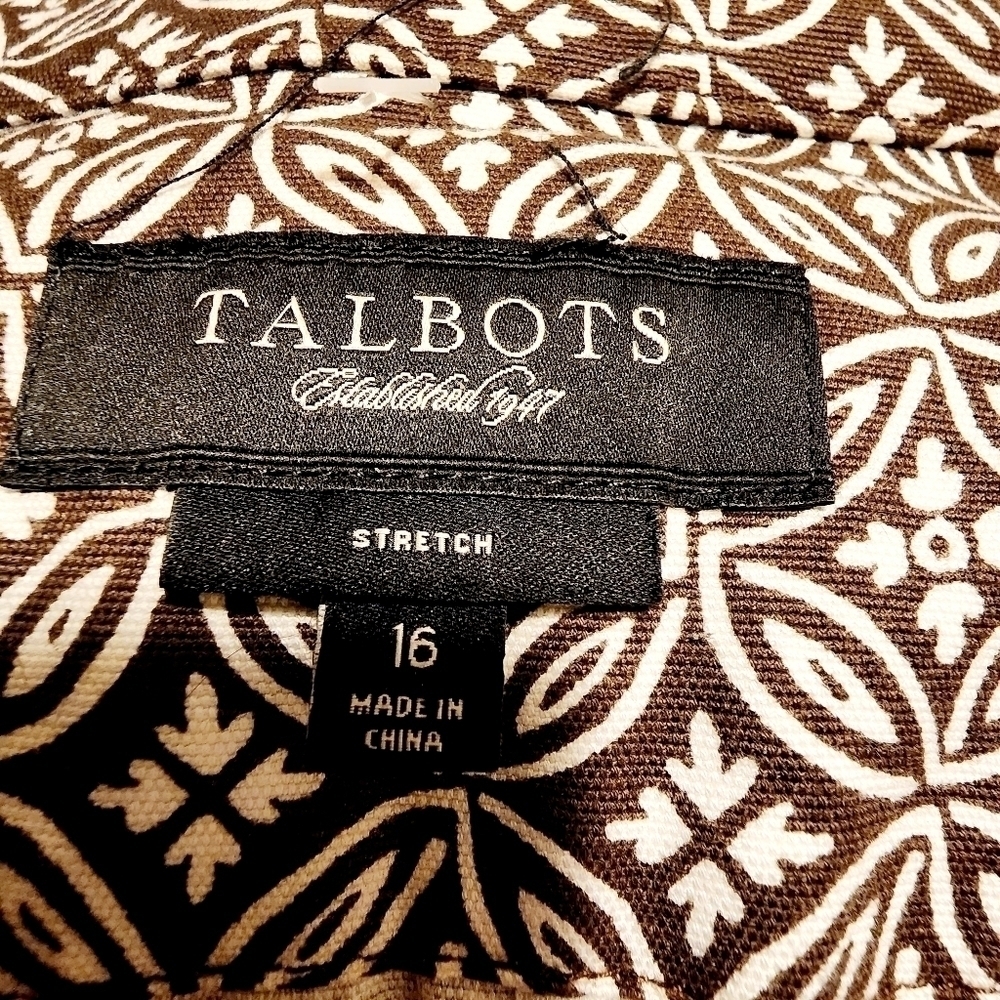 TALBOTS
Established 1947
STRETCH
16
MADE IN
CHINA